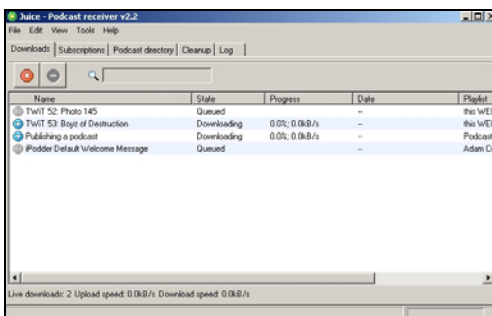 Juice - Podcast receiver v2.2
File Edit View Tools Help
Downloads Subscriptions Podcast directory Cleanup Log
Name State Progress Date Playlist
TWiT 52: Photo 145 Queued -- this WEE
TWiT 53: Boyz of Destruction Downloading 0.0%; 0.0kB/s -- this WEE
Publishing a podcast Downloading 0.0%; 0.0kB/s -- Podcast
iPodder Default Welcome Message Queued -- Adam C
Live downloads: 2 Upload speed: 0.0kB/s Download speed: 0.0kB/s